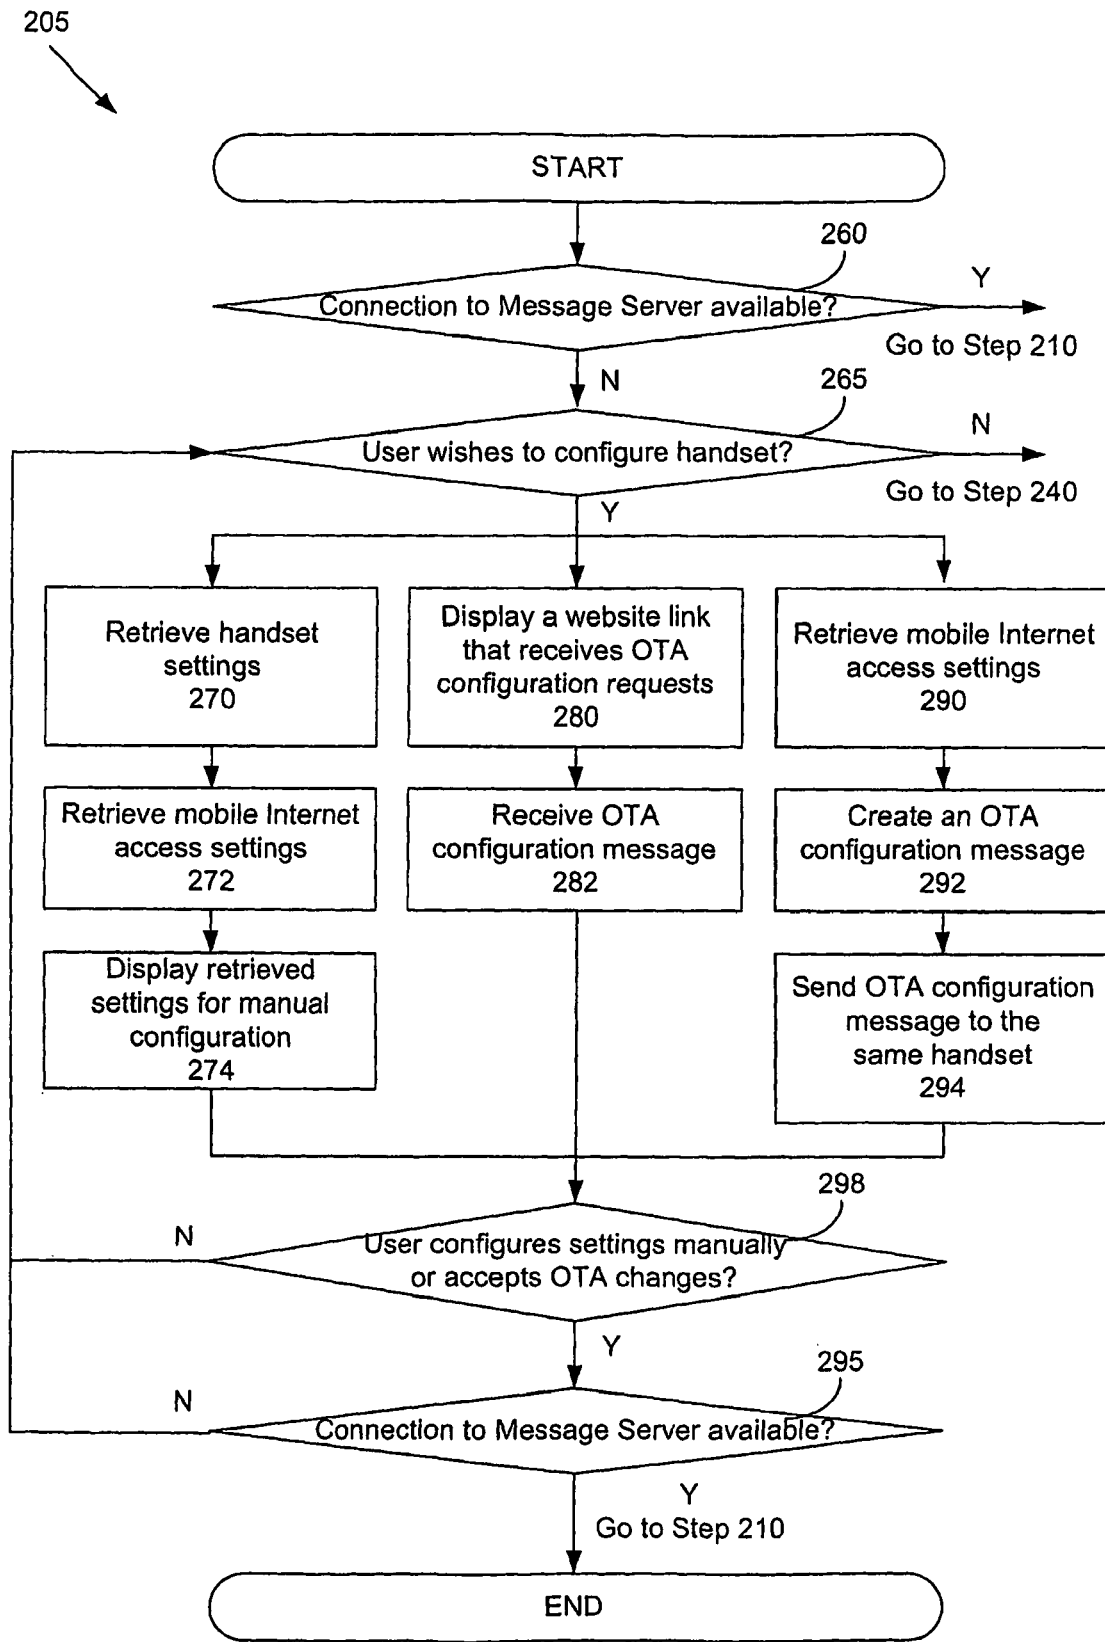 205
START
260
Connection to Message Server available?
Y
Go to Step 210
N
265
User wishes to configure handset?
N
Go to Step 240
Y
Retrieve handset
settings
270
Display a website link
that receives OTA
configuration requests
280
Retrieve mobile Internet
access settings
290
Retrieve mobile Internet
access settings
272
Receive OTA
configuration message
282
Create an OTA
configuration message
292
Display retrieved
settings for manual
configuration
274
Send OTA configuration
message to the
same handset
294
298
N
User configures settings manually
or accepts OTA changes?
Y
295
N
Connection to Message Server available?
Y
Go to Step 210
END